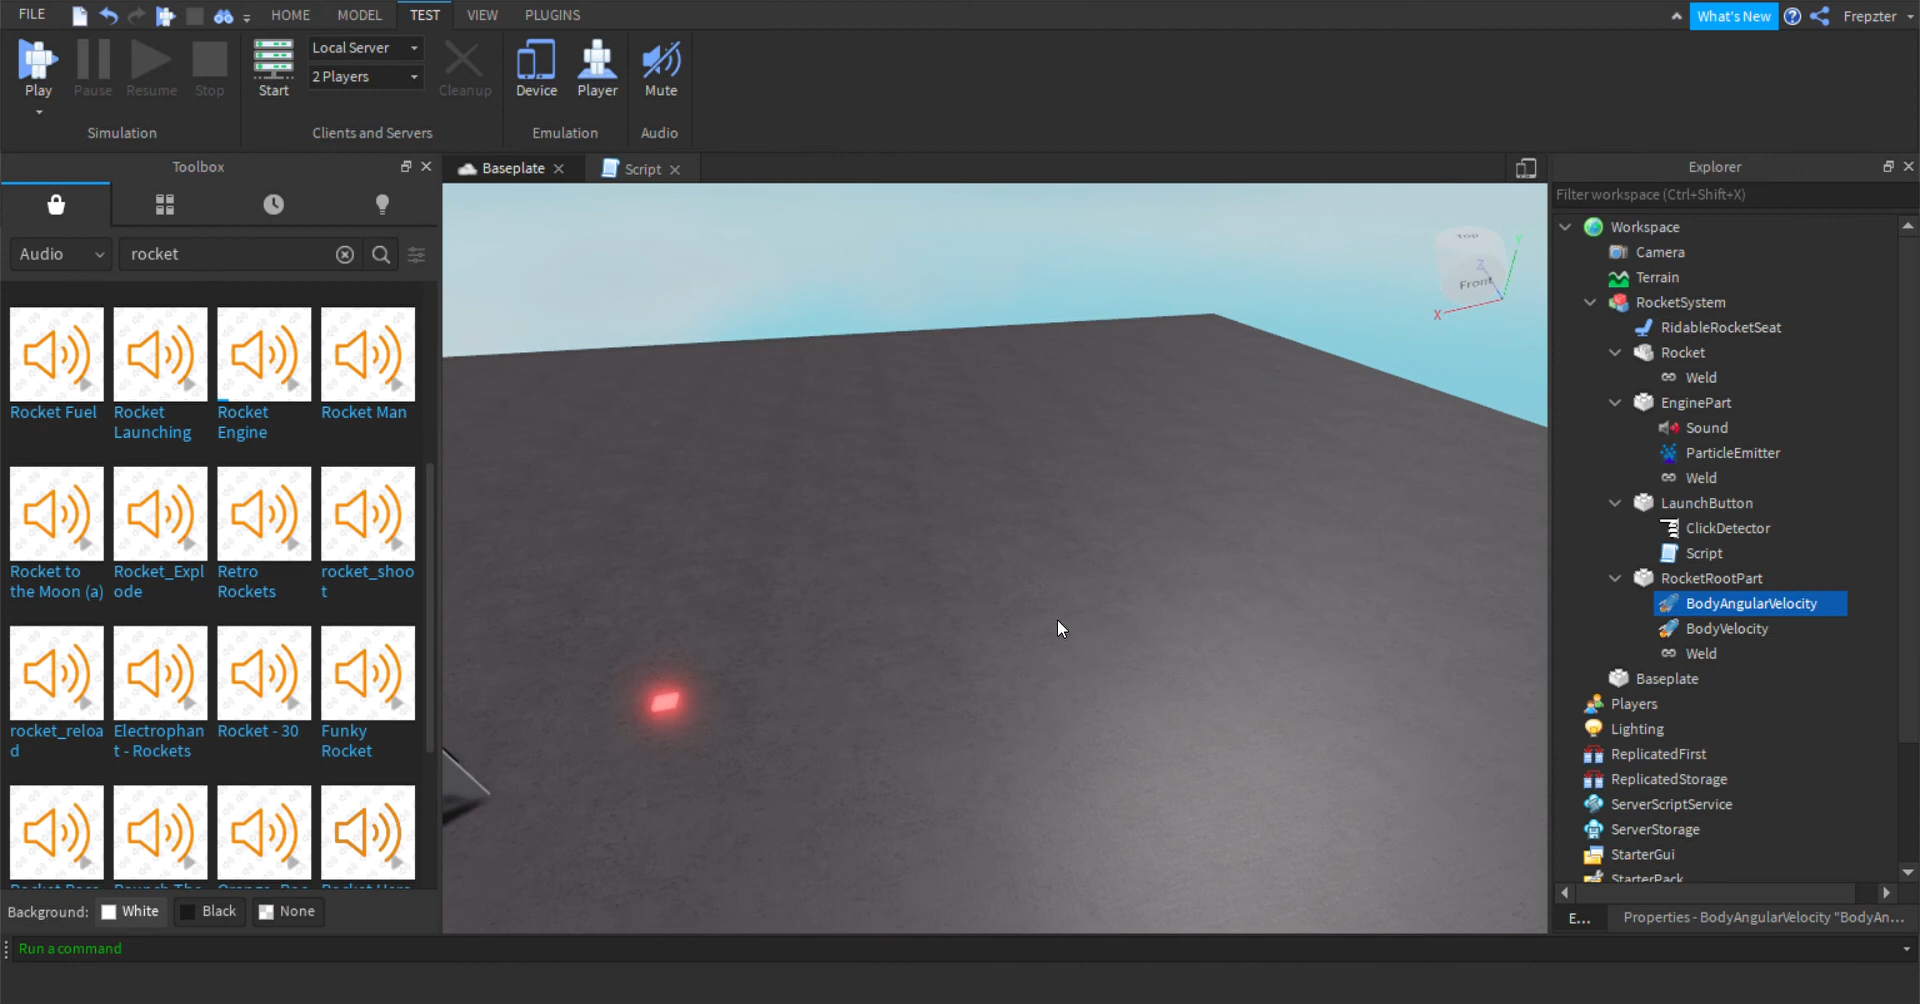 FILE
HOME
MODEL
TEST
VIEW
PLUGINS
What's New
Frepzter
Play
Pause
Resume
Stop
Simulation
Start
Local Server
2 Players
Cleanup
Clients and Servers
Device
Player
Emulation
Mute
Audio
Toolbox
Audio
rocket
Rocket Fuel
Rocket Launching
Rocket Engine
Rocket Man
Rocket to the Moon (a)
Rocket_Explode
Retro Rockets
rocket_shoot
rocket_reload
Electrophant - Rockets
Rocket - 30
Funky Rocket
Background:
White
Black
None
Run a command
Baseplate
Script
Top
Front
X
Y
Z
Explorer
Filter workspace (Ctrl+Shift+X)
Workspace
Camera
Terrain
RocketSystem
RidableRocketSeat
Rocket
Weld
EnginePart
Sound
ParticleEmitter
Weld
LaunchButton
ClickDetector
Script
RocketRootPart
BodyAngularVelocity
BodyVelocity
Weld
Baseplate
Players
Lighting
ReplicatedFirst
ReplicatedStorage
ServerScriptService
ServerStorage
StarterGui
StarterPack
E...
Properties - BodyAngularVelocity "BodyAn...